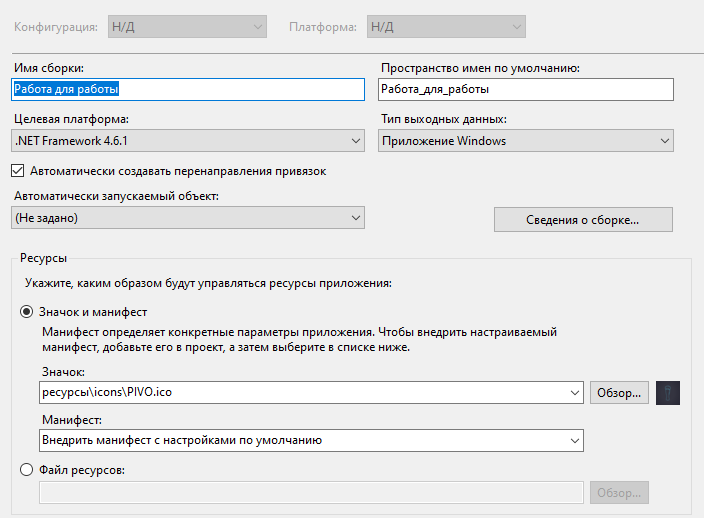 Конфигурация: Н/Д Платформа: Н/Д
Имя сборки: Пространство имен по умолчанию:
Работа для работы Работа_для_работы
Целевая платформа: Тип выходных данных:
.NET Framework 4.6.1 Приложение Windows
Автоматически создавать перенаправления привязок
Автоматически запускаемый объект:
(Не задано) Сведения о сборке...
Ресурсы
Укажите, каким образом будут управляться ресурсы приложения:
Значок и манифест
Манифест определяет конкретные параметры приложения. Чтобы внедрить настраиваемый
манифест, добавьте его в проект, а затем выберите в списке ниже.
Значок:
ресурсы\icons\PIVO.ico Обзор...
Манифест:
Внедрить манифест с настройками по умолчанию
Файл ресурсов:
Обзор...